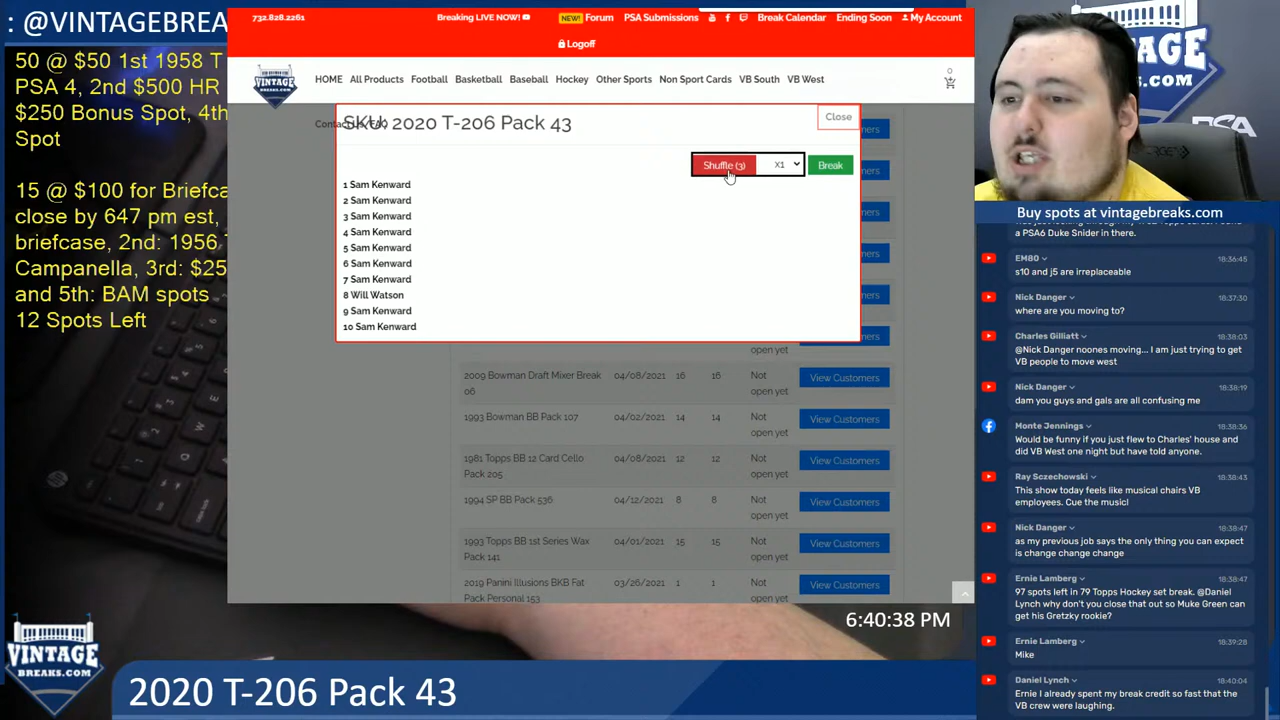 : @VINTAGEBREA
50 @ $50 1st 1958 T
PSA 4, 2nd $500 HR
$250 Bonus Spot, 4th
Spot
15 @ $100 for Briefca
close by 647 pm est,
briefcase, 2nd: 1956 T
Campanella, 3rd: $25
and 5th: BAM spots
12 Spots Left
732.828.2261
Breaking LIVE NOW!
NEW! Forum
PSA Submissions
Break Calendar
Ending Soon
My Account
Logoff
VINTAGE
HOME
All Products
Football
Basketball
Baseball
Hockey
Other Sports
Non Sport Cards
VB South
VB West
0
2020 T-206 Pack 43
Close
Shuffle (3)
X1
Break
1 Sam Kenward
2 Sam Kenward
3 Sam Kenward
4 Sam Kenward
5 Sam Kenward
6 Sam Kenward
7 Sam Kenward
8 Will Watson
9 Sam Kenward
10 Sam Kenward
open yet
2009 Bowman Draft Mixer Break
06
04/08/2021
16
16
Not
open yet
View Customers
1993 Bowman BB Pack 107
04/02/2021
14
14
Not
open yet
View Customers
1981 Topps BB 12 Card Cello
Pack 205
04/08/2021
12
12
Not
open yet
View Customers
1994 SP BB Pack 536
04/12/2021
8
8
Not
open yet
View Customers
1993 Topps BB 1st Series Wax
Pack 141
04/01/2021
15
15
Not
open yet
View Customers
2019 Panini Illusions BKB Fat
Pack Personal 153
03/26/2021
1
1
Not
open yet
View Customers
6:40:38 PM
VINTAGE
BREAKS.COM
2020 T-206 Pack 43
VINTAGE
PSA
Buy spots at vintagebreaks.com
a PSA6 Duke Snider in there.
EM80
18:36:45
s10 and j5 are irreplaceable
Nick Danger
18:37:30
where are you moving to?
Charles Gilliatt
18:38:03
@Nick Danger noones moving... I am just trying to get
VB people to move west
Nick Danger
18:38:19
dam you guys and gals are all confusing me
Monte Jennings
18:38:36
Would be funny if you just flew to Charles' house and
did VB West one night but have told anyone.
Ray Sczechowski
18:38:43
This show today feels like musical chairs VB
employees. Cue the music!
Nick Danger
18:38:47
as my previous job says the only thing you can expect
is change change change
Ernie Lamberg
18:38:47
97 spots left in 79 Topps Hockey set break. @Daniel
Lynch why don't you close that out so Muke Green can
get his Gretzky rookie?
Ernie Lamberg
18:39:28
Mike
Daniel Lynch
18:40:04
Ernie I already spent my break credit so fast that the
VB crew were laughing.